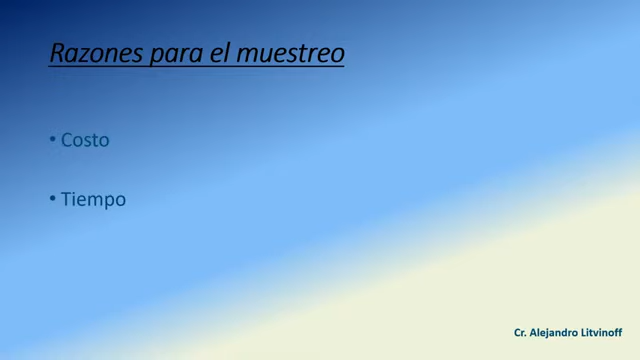 Razones para el muestreo
• Costo
• Tiempo
Cr. Alejandro Litvinoff